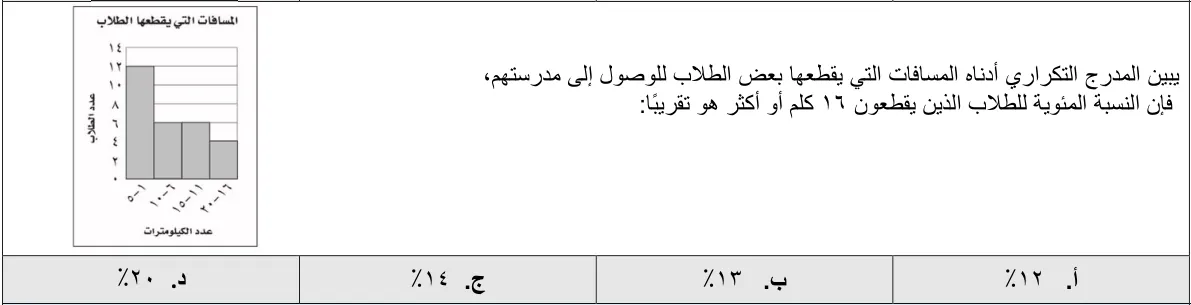 يبين المدرج التكراري أدناه المسافات التي يقطعها بعض الطلاب للوصول إلى مدرستهم،
فإن النسبة المئوية للطلاب الذين يقطعون ١٦ كلم أو أكثر هو تقريبًا:
المسافات التي يقطعها الطلاب
عدد الطلاب
١٤
١٢
١٠
٨
٦
٤
٢
٠
١-٥
٦-١٠
١١-١٥
١٦-٢٠
عدد الكيلومترات
أ. ١٢٪
ب. ١٣٪
ج. ١٤٪
د. ٢٠٪